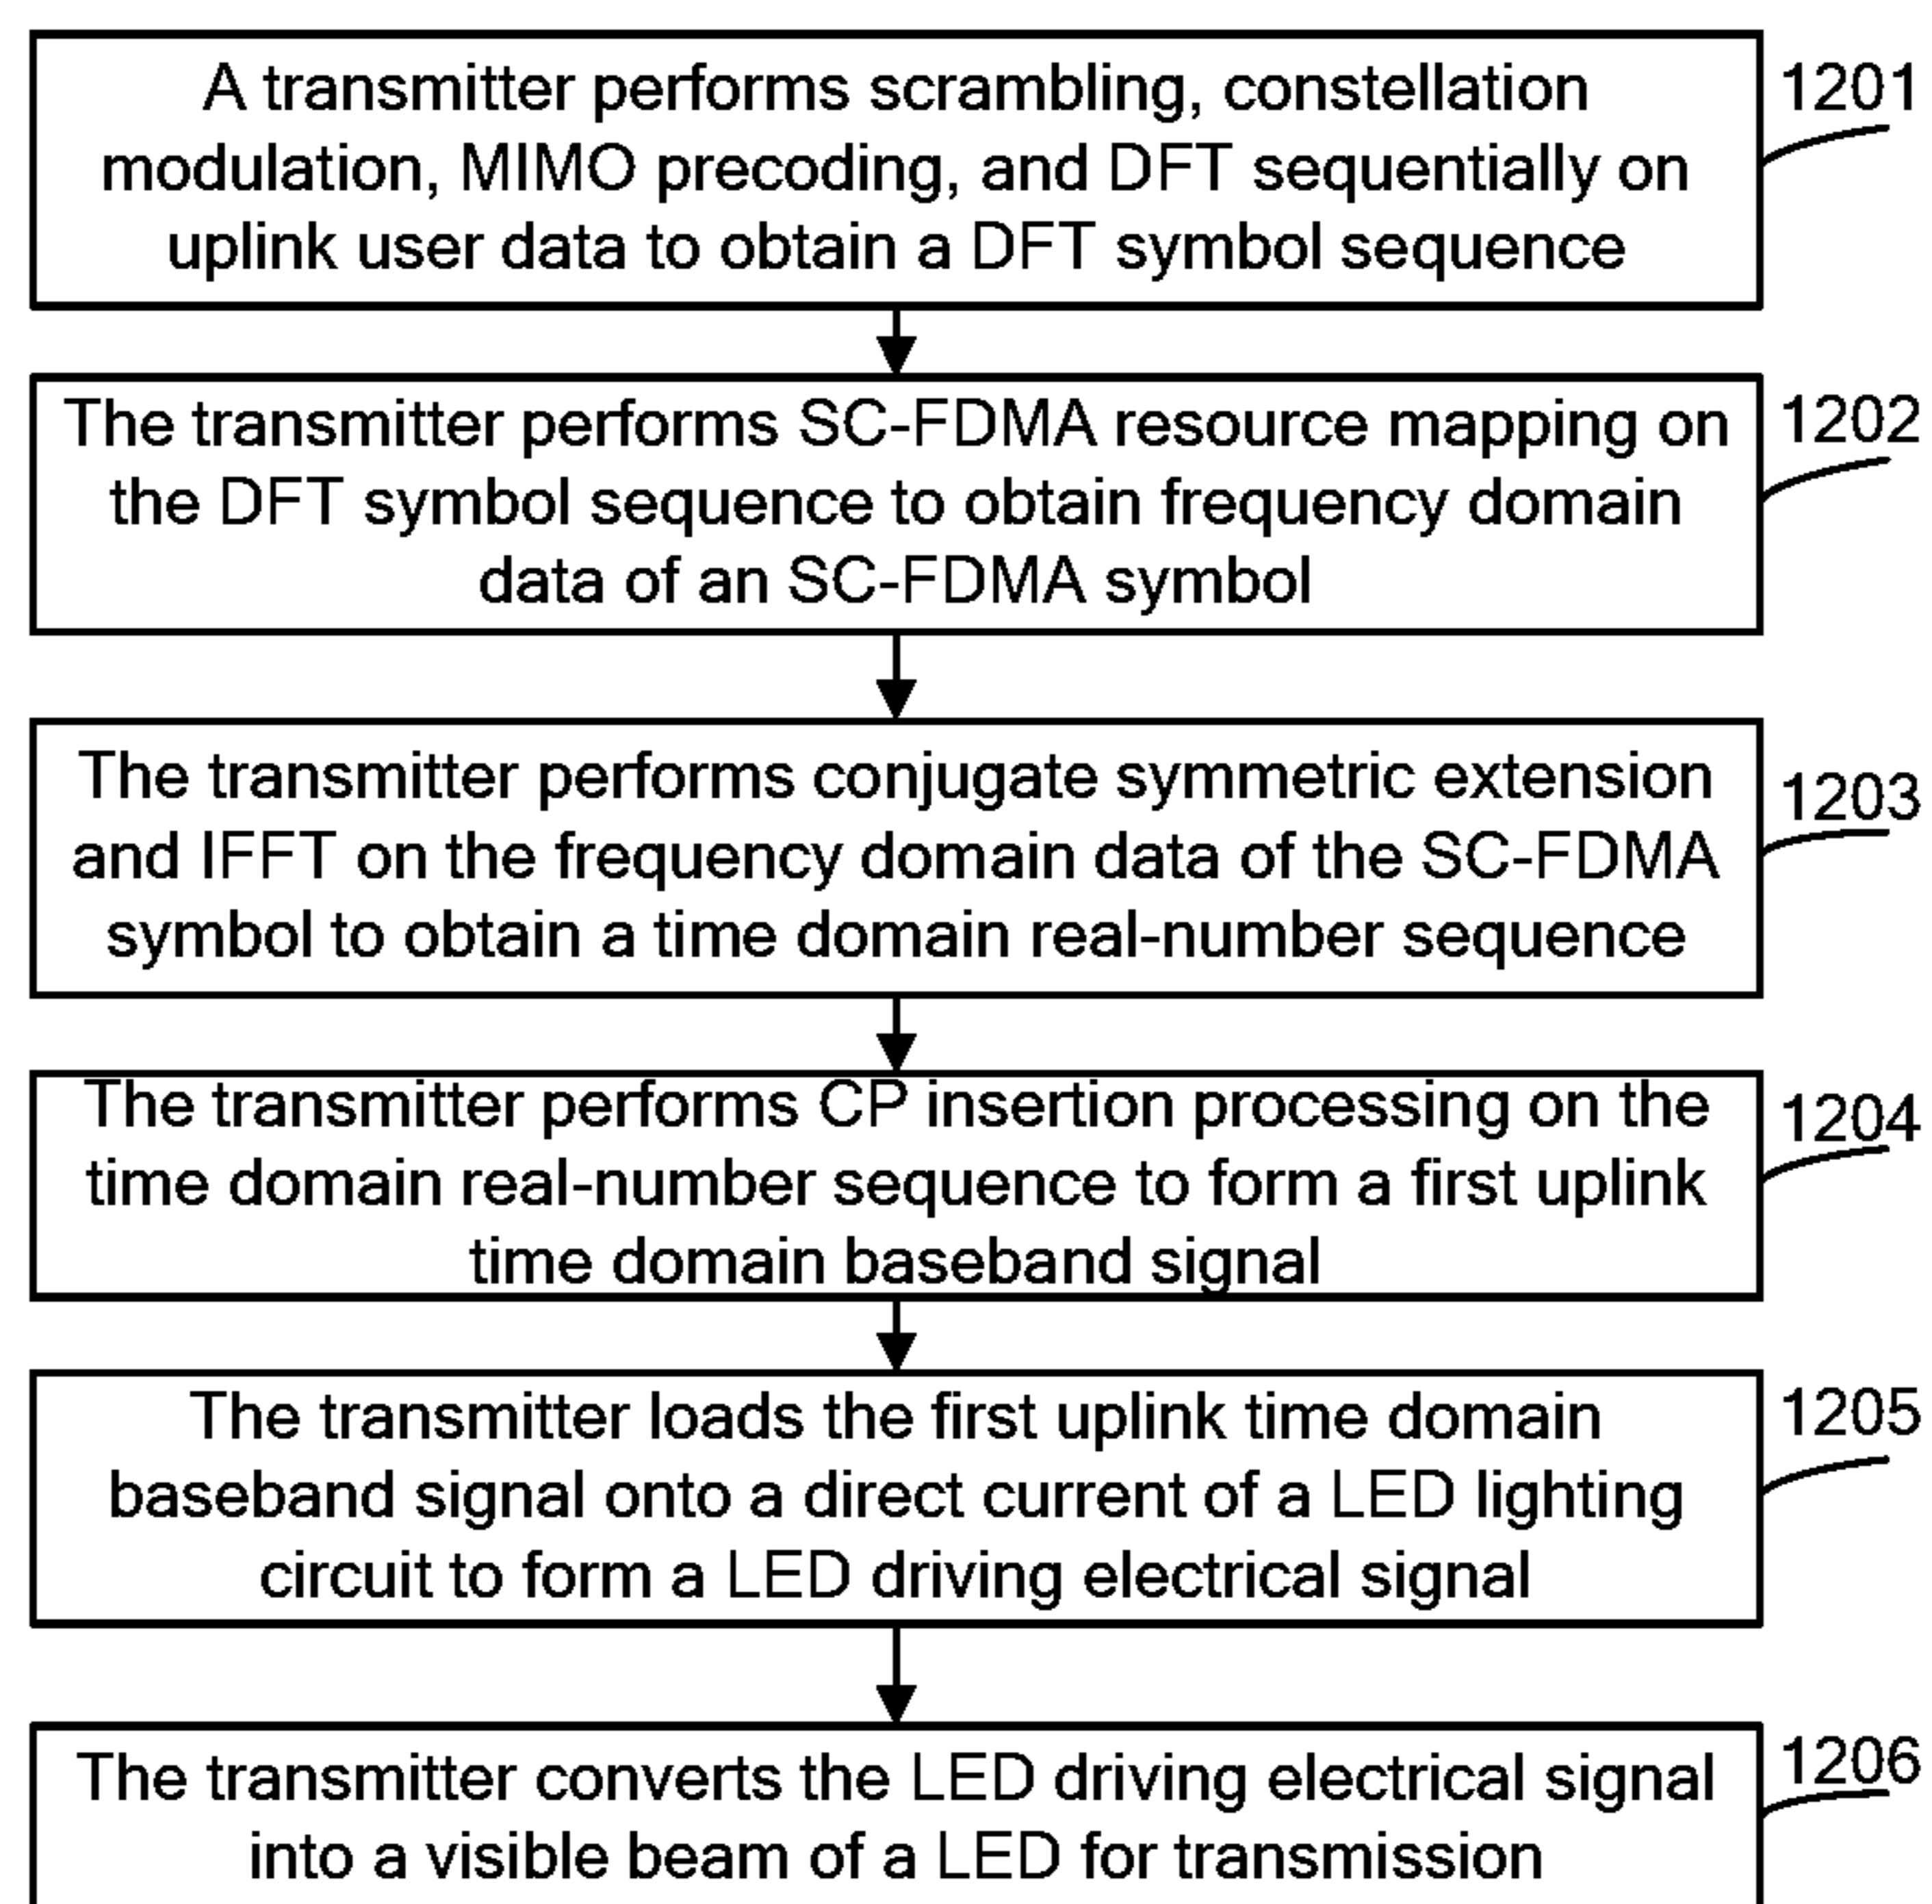 A transmitter performs scrambling, constellation
modulation, MIMO precoding, and DFT sequentially on
uplink user data to obtain a DFT symbol sequence
1201
The transmitter performs SC-FDMA resource mapping on
the DFT symbol sequence to obtain frequency domain
data of an SC-FDMA symbol
1202
The transmitter performs conjugate symmetric extension
and IFFT on the frequency domain data of the SC-FDMA
symbol to obtain a time domain real-number sequence
1203
The transmitter performs CP insertion processing on the
time domain real-number sequence to form a first uplink
time domain baseband signal
1204
The transmitter loads the first uplink time domain
baseband signal onto a direct current of a LED lighting
circuit to form a LED driving electrical signal
1205
The transmitter converts the LED driving electrical signal
into a visible beam of a LED for transmission
1206